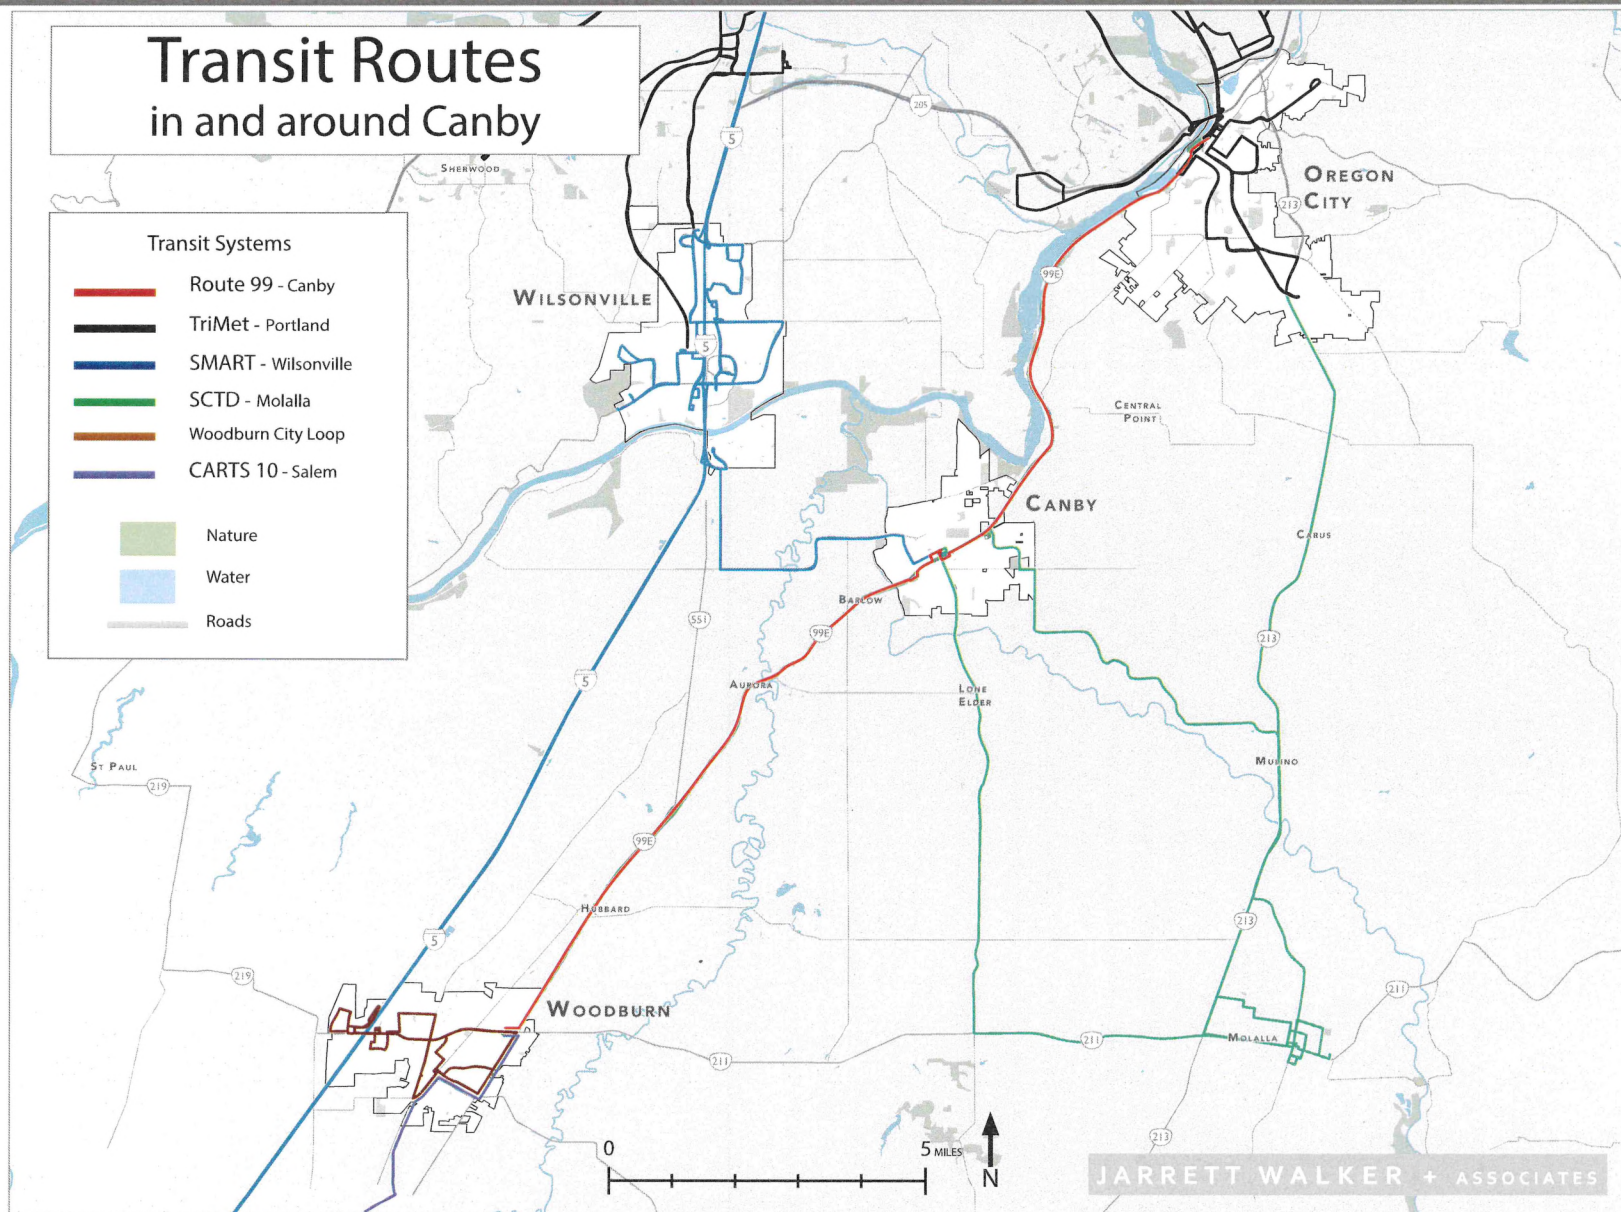 Transit Routes
in and around Canby
SHERWOOD
Transit Systems
Route 99 - Canby
TriMet - Portland
SMART - Wilsonville
SCTD - Molalla
Woodburn City Loop
CARTS 10 - Salem
Nature
Water
Roads
205
5
OREGON
CITY
213
99E
WILSONVILLE
5
CENTRAL
POINT
CANBY
CARUS
BARLOW
551
99E
213
5
AURORA
LONE
ELDER
ST PAUL
219
MULINO
99E
HUBBARD
213
5
219
211
WOODBURN
211
211
MOLALLA
213
0
5 MILES
N
JARRETT WALKER + ASSOCIATES